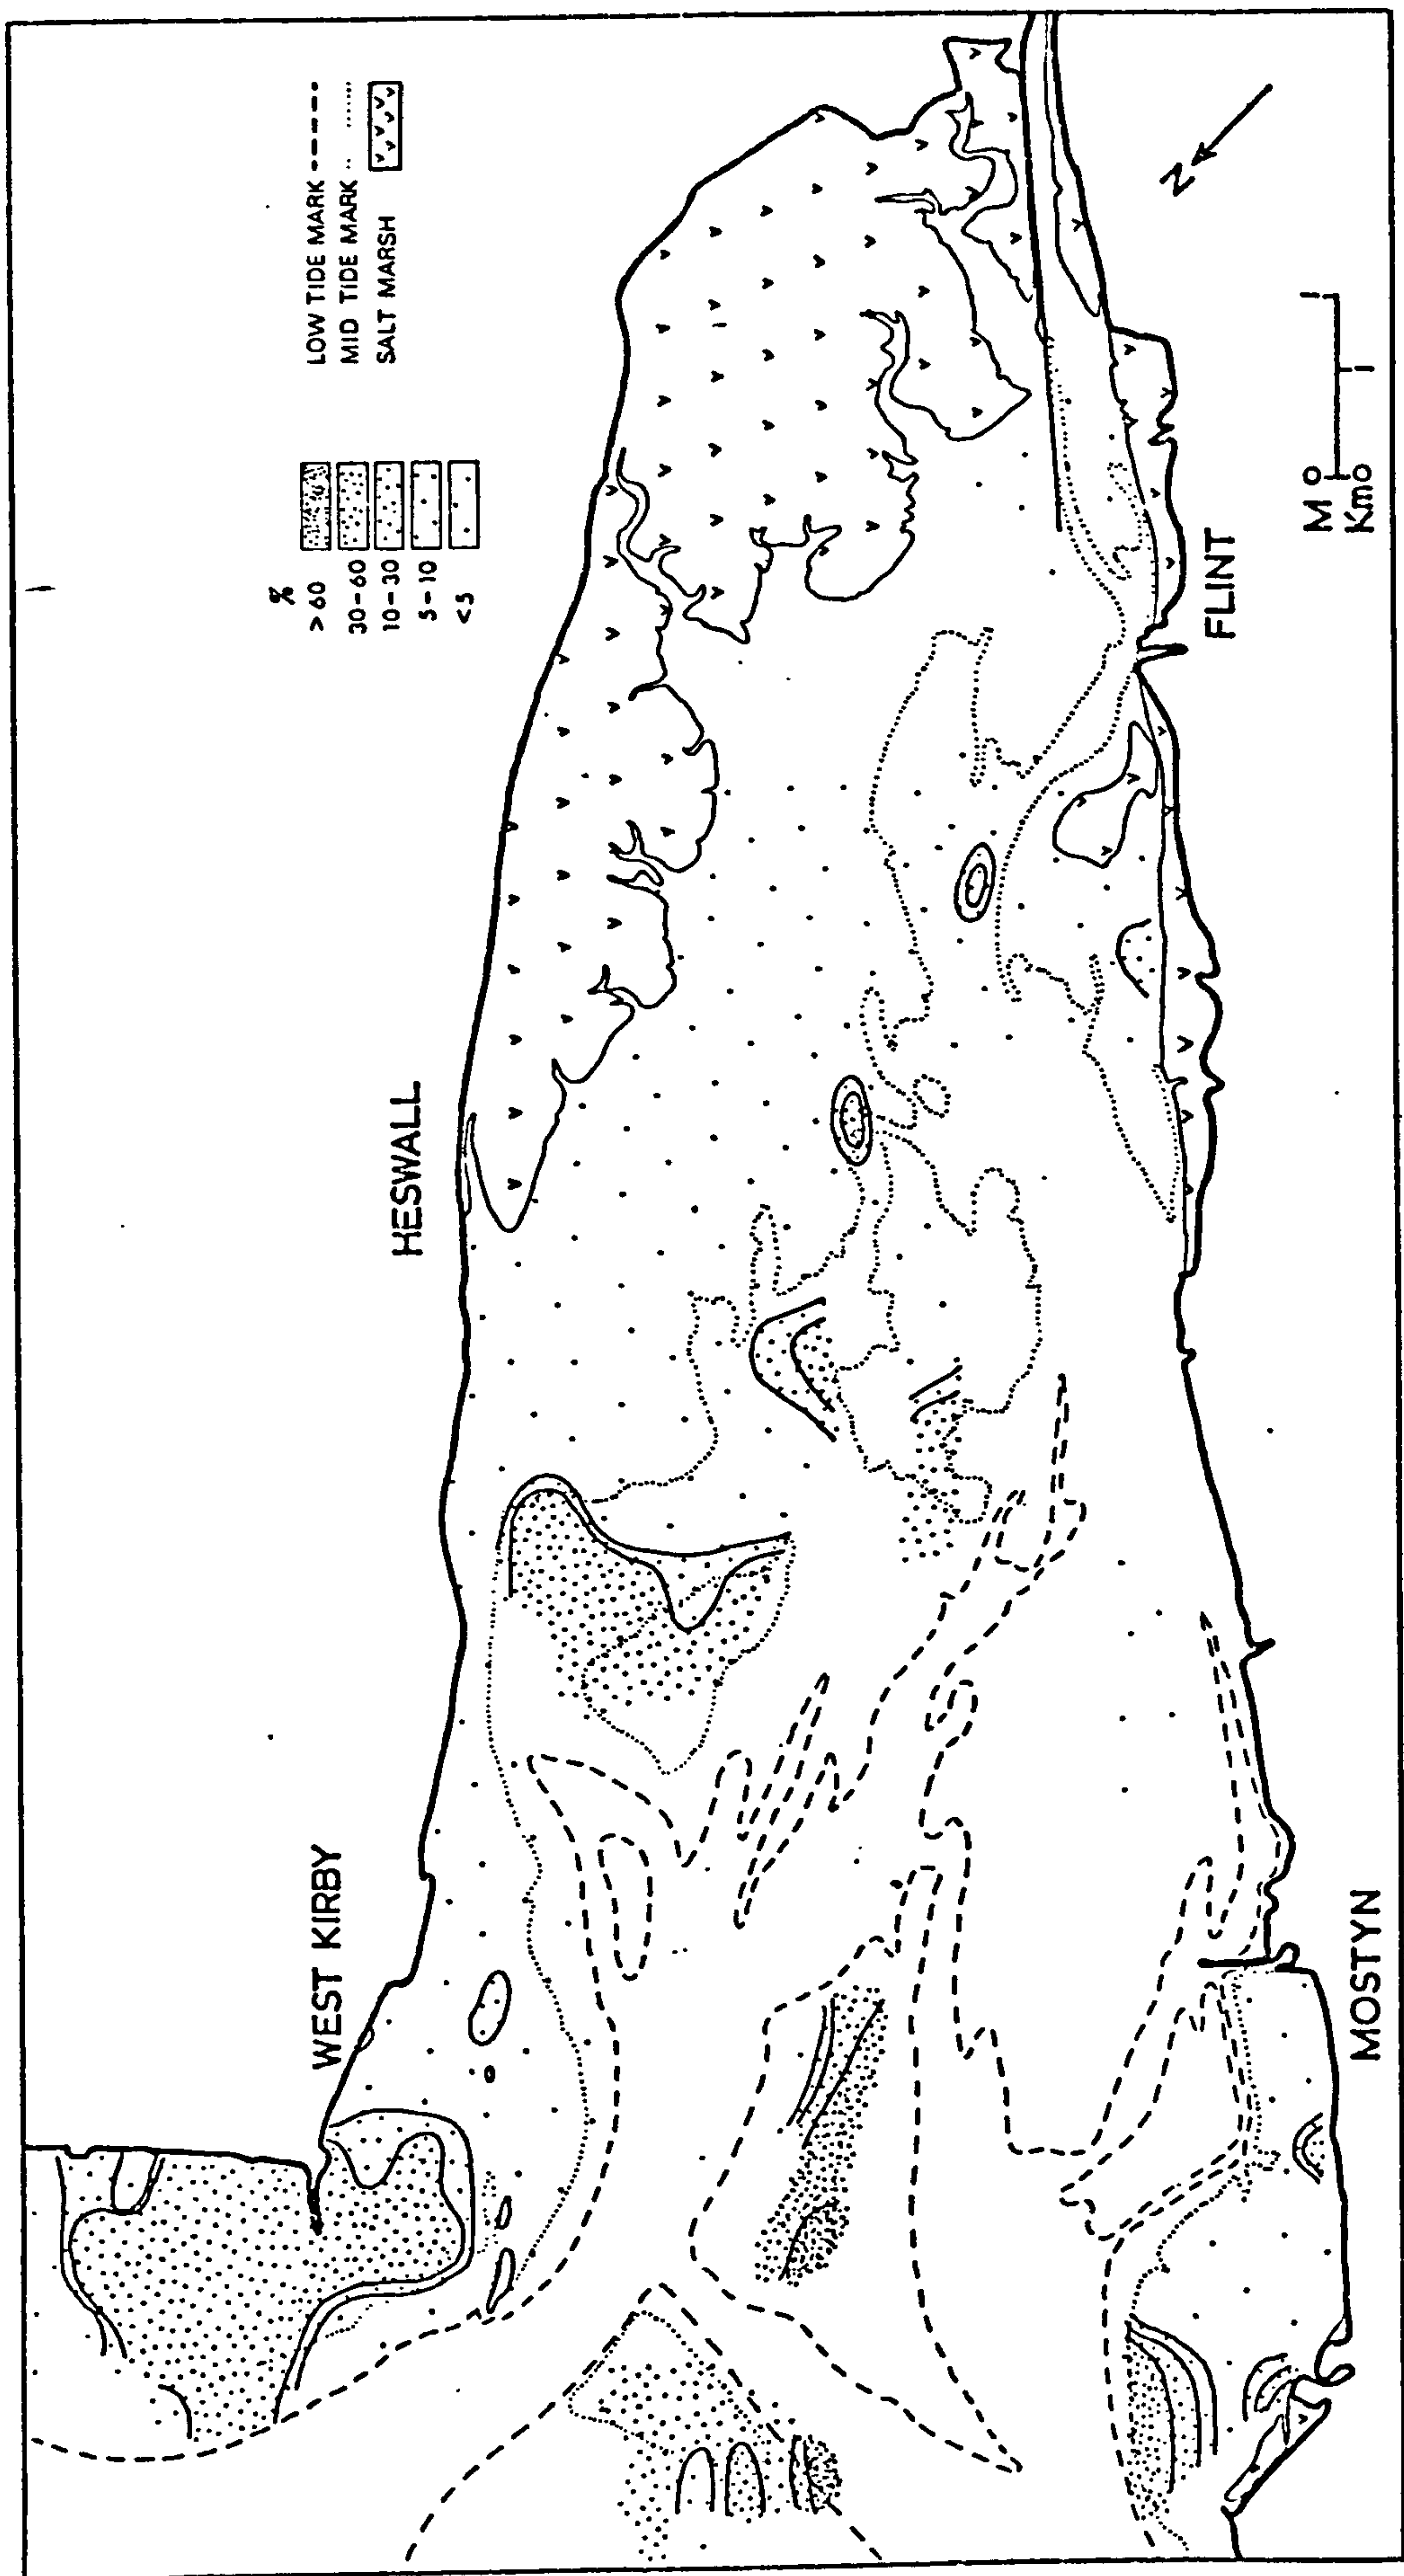 LOW TIDE MARK
MID TIDE MARK
SALT MARSH
%
> 60
30-60
10-30
5-10
<5
N
M 0 1
Km 0 1
WEST KIRBY
HESWALL
FLINT
MOSTYN